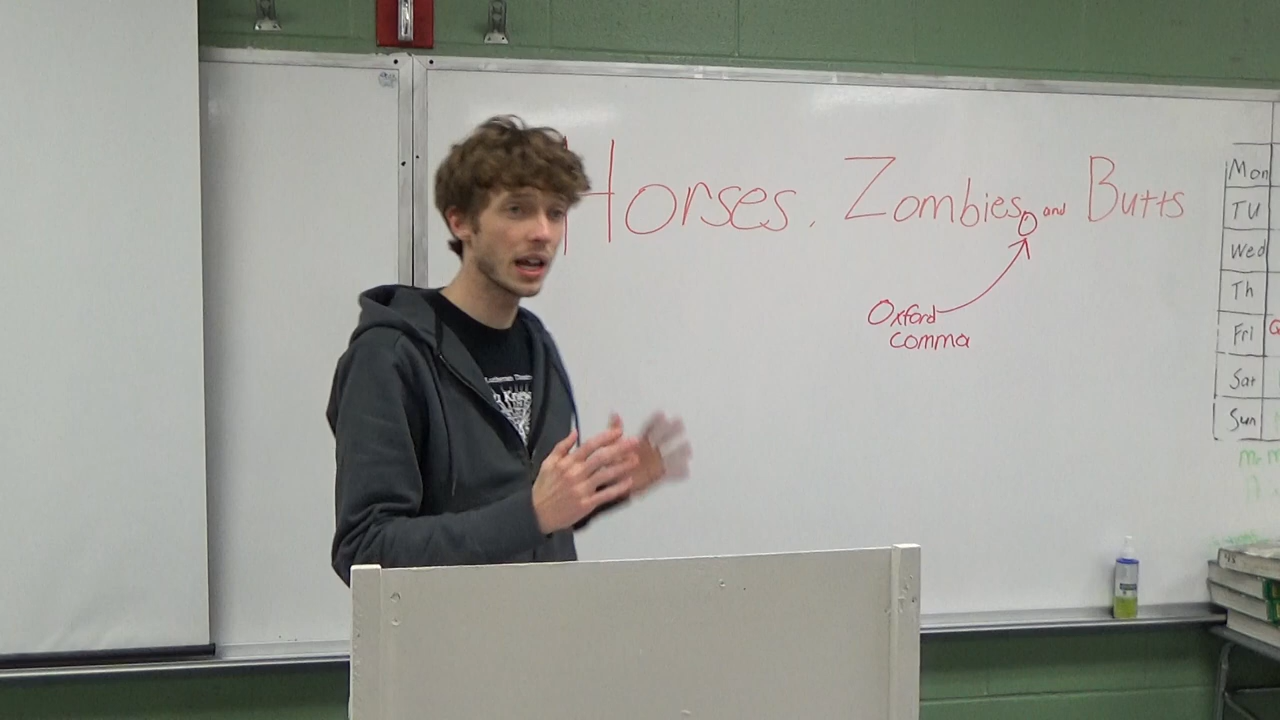 Horses, Zombies, and Butts
Oxford
comma
Mon
TU
Wed
Th
Fri
Sat
Sun